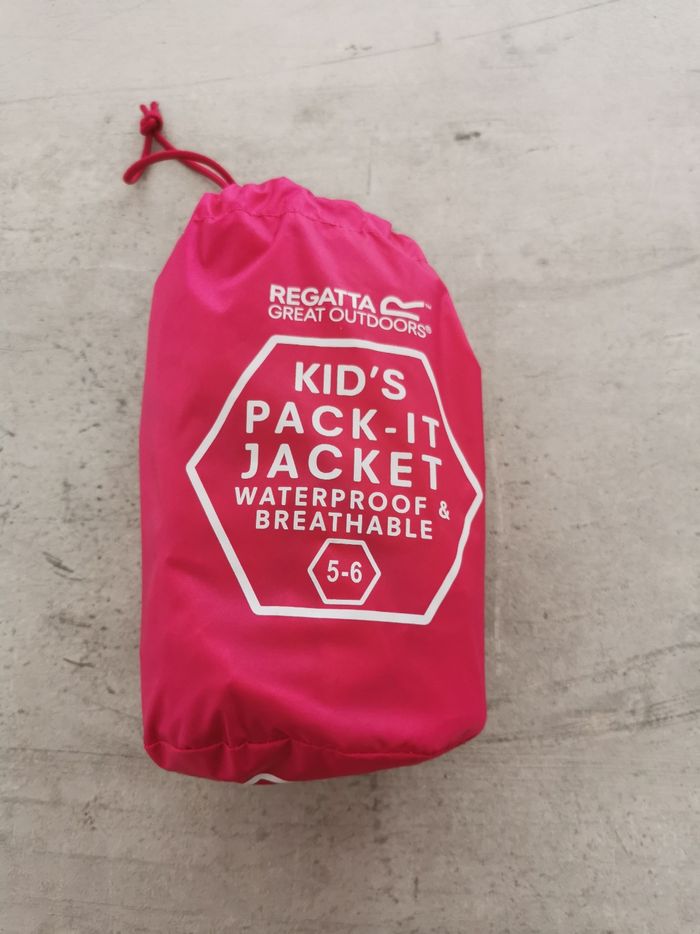 REGATTA
GREAT OUTDOORS®
KID'S
PACK-IT
JACKET
WATERPROOF &
BREATHABLE
5-6